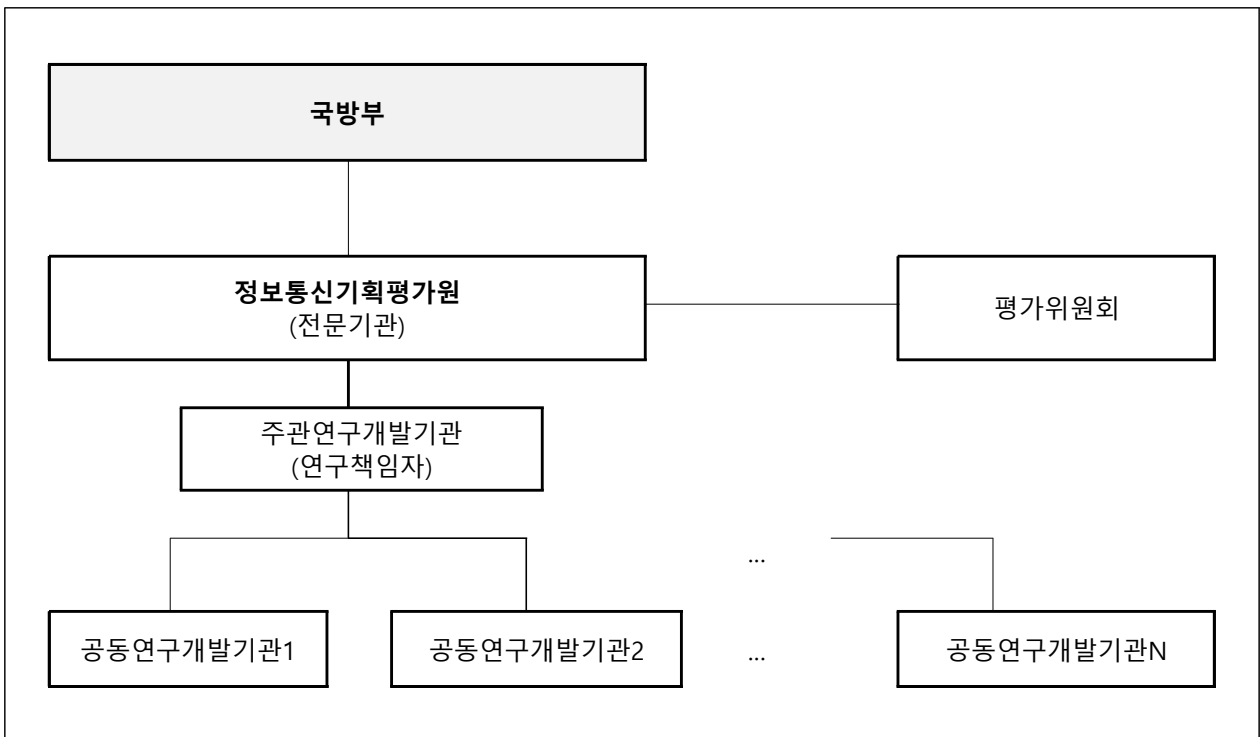 국방부
정보통신기획평가원
(전문기관)
평가위원회
주관연구개발기관
(연구책임자)
...
공동연구개발기관1
공동연구개발기관2
...
공동연구개발기관N